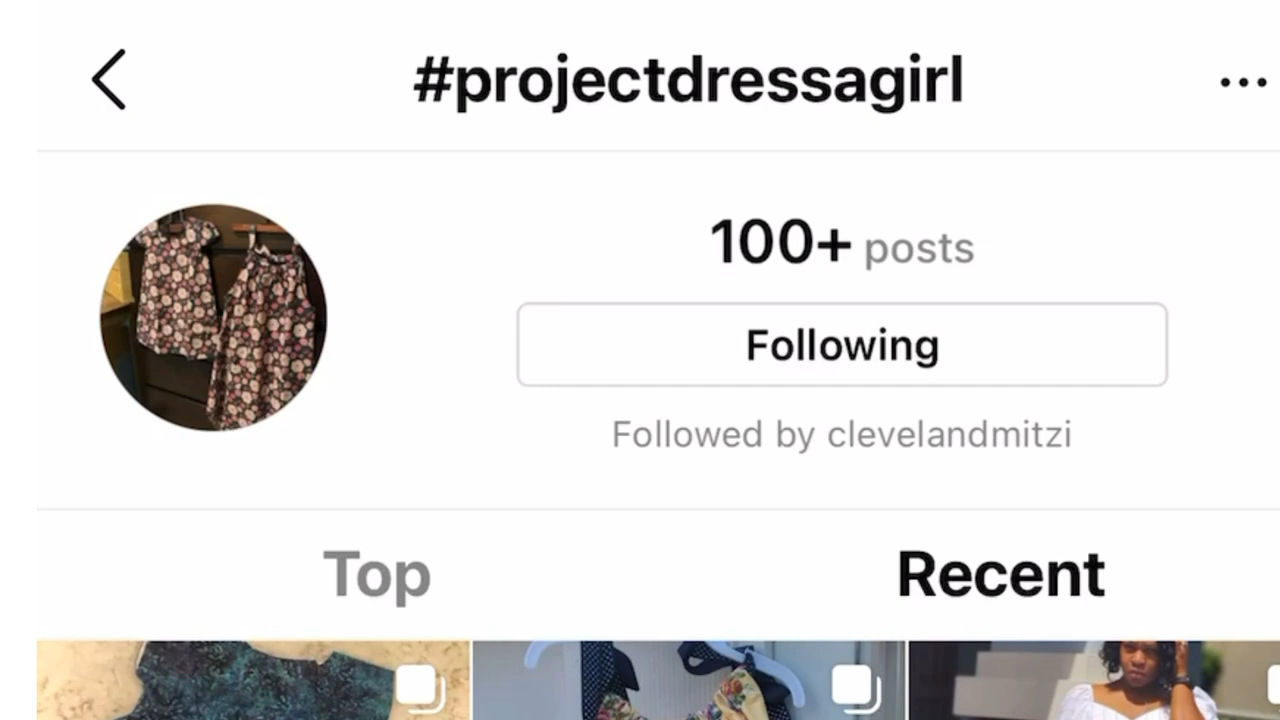 #projectdressagirl
100+ posts
Following
Followed by clevelandmitzi
Top
Recent